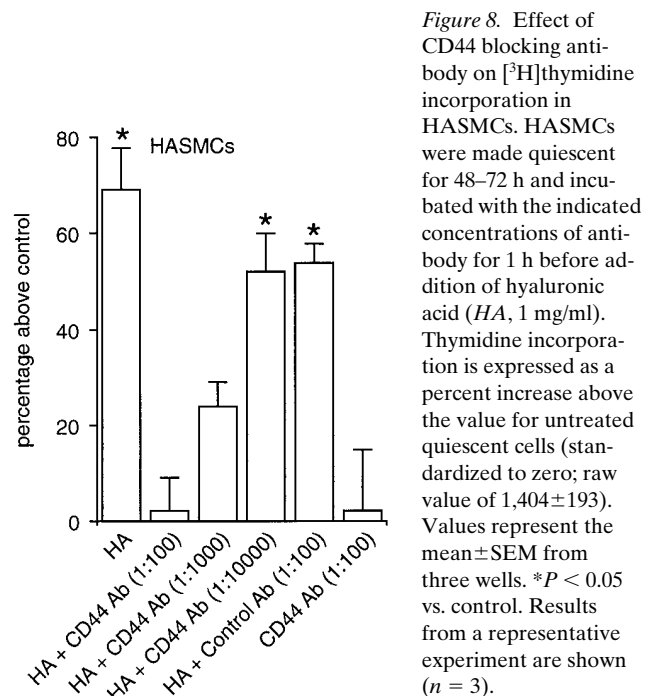 Figure 8. Effect of
CD44 blocking anti-
body on [³H]thymidine
incorporation in
HASMCs. HASMCs
were made quiescent
for 48–72 h and incu-
bated with the indicated
concentrations of anti-
body for 1 h before ad-
dition of hyaluronic
acid (HA, 1 mg/ml).
Thymidine incorpora-
tion is expressed as a
percent increase above
the value for untreated
quiescent cells (stan-
dardized to zero; raw
value of 1,404±193).
Values represent the
mean±SEM from
three wells. *P < 0.05
vs. control. Results
from a representative
experiment are shown
(n = 3).
HASMCs
percentage above control
80
60
40
20
0
*
*
*
HA
HA + CD44 Ab (1:100)
HA + CD44 Ab (1:1000)
HA + CD44 Ab (1:10000)
HA + Control Ab (1:100)
CD44 Ab (1:100)